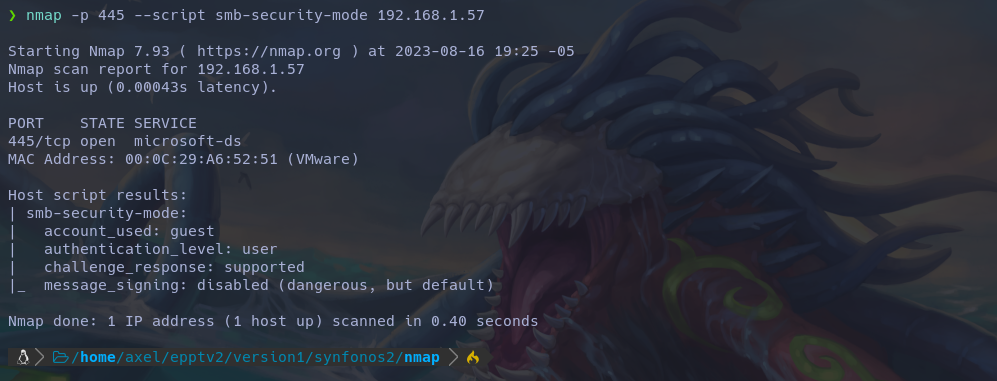 ❯ nmap -p 445 --script smb-security-mode 192.168.1.57
Starting Nmap 7.93 ( https://nmap.org ) at 2023-08-16 19:25 -05
Nmap scan report for 192.168.1.57
Host is up (0.00043s latency).
PORT    STATE SERVICE
445/tcp open  microsoft-ds
MAC Address: 00:0C:29:A6:52:51 (VMware)
Host script results:
| smb-security-mode:
|   account_used: guest
|   authentication_level: user
|   challenge_response: supported
|_  message_signing: disabled (dangerous, but default)
Nmap done: 1 IP address (1 host up) scanned in 0.40 seconds
/home/axel/epptv2/version1/synfonos2/nmap